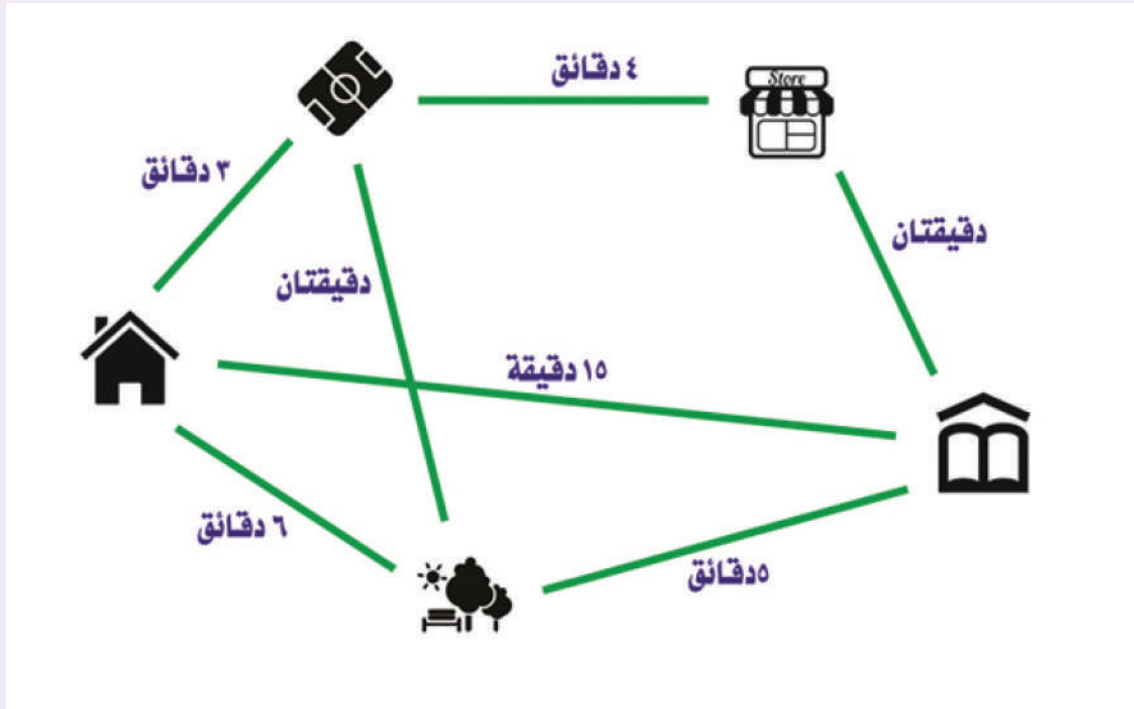 ٤ دقائق
Store
٣ دقائق
دقيقتان
دقيقتان
١٥ دقيقة
٦ دقائق
٥دقائق